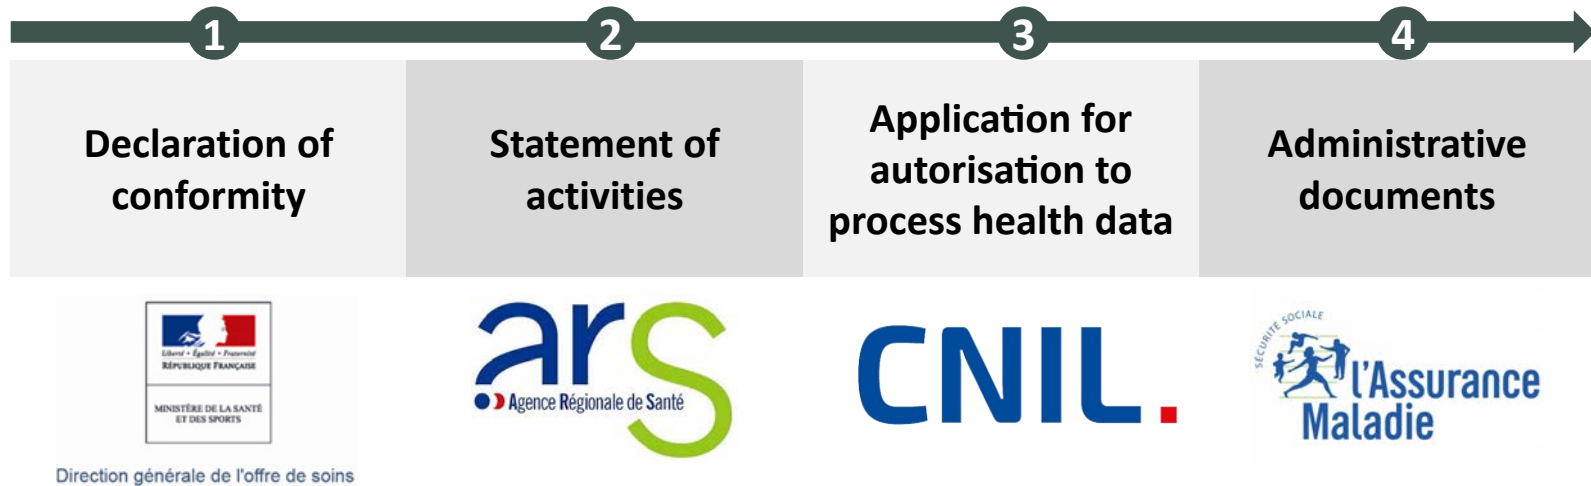 1
2
3
4
Declaration of
conformity
Statement of
activities
Application for
autorisation to
process health data
Administrative
documents
Liberté • Égalité • Fraternité
RÉPUBLIQUE FRANÇAISE
MINISTÈRE DE LA SANTÉ
ET DES SPORTS
Direction générale de l'offre de soins
ars
Agence Régionale de Santé
CNIL.
SÉCURITÉ SOCIALE
l'Assurance
Maladie